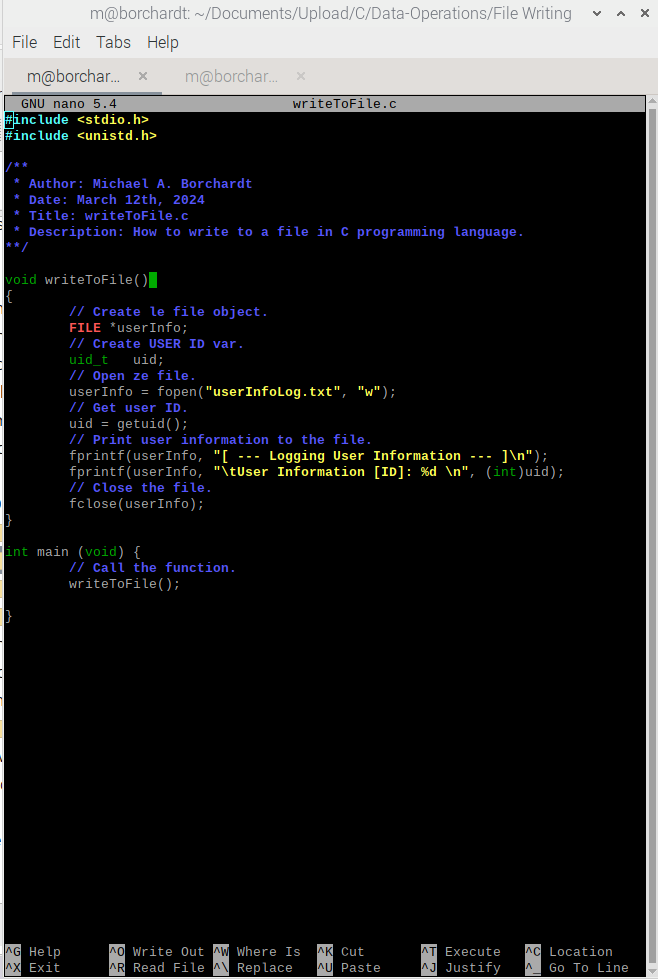 m@borchardt: ~/Documents/Upload/C/Data-Operations/File Writing
File Edit Tabs Help
m@borchar... × m@borchar... ×
GNU nano 5.4 writeToFile.c
#include <stdio.h>
#include <unistd.h>
/**
 * Author: Michael A. Borchardt
 * Date: March 12th, 2024
 * Title: writeToFile.c
 * Description: How to write to a file in C programming language.
**/
void writeToFile()
{
        // Create le file object.
        FILE *userInfo;
        // Create USER ID var.
        uid_t   uid;
        // Open ze file.
        userInfo = fopen("userInfoLog.txt", "w");
        // Get user ID.
        uid = getuid();
        // Print user information to the file.
        fprintf(userInfo, "[ --- Logging User Information --- ]\n");
        fprintf(userInfo, "\tUser Information [ID]: %d \n", (int)uid);
        // Close the file.
        fclose(userInfo);
}
int main (void) {
        // Call the function.
        writeToFile();
}
^G Help ^O Write Out ^W Where Is ^K Cut ^T Execute ^C Location
^X Exit ^R Read File ^\ Replace ^U Paste ^J Justify ^_ Go To Line